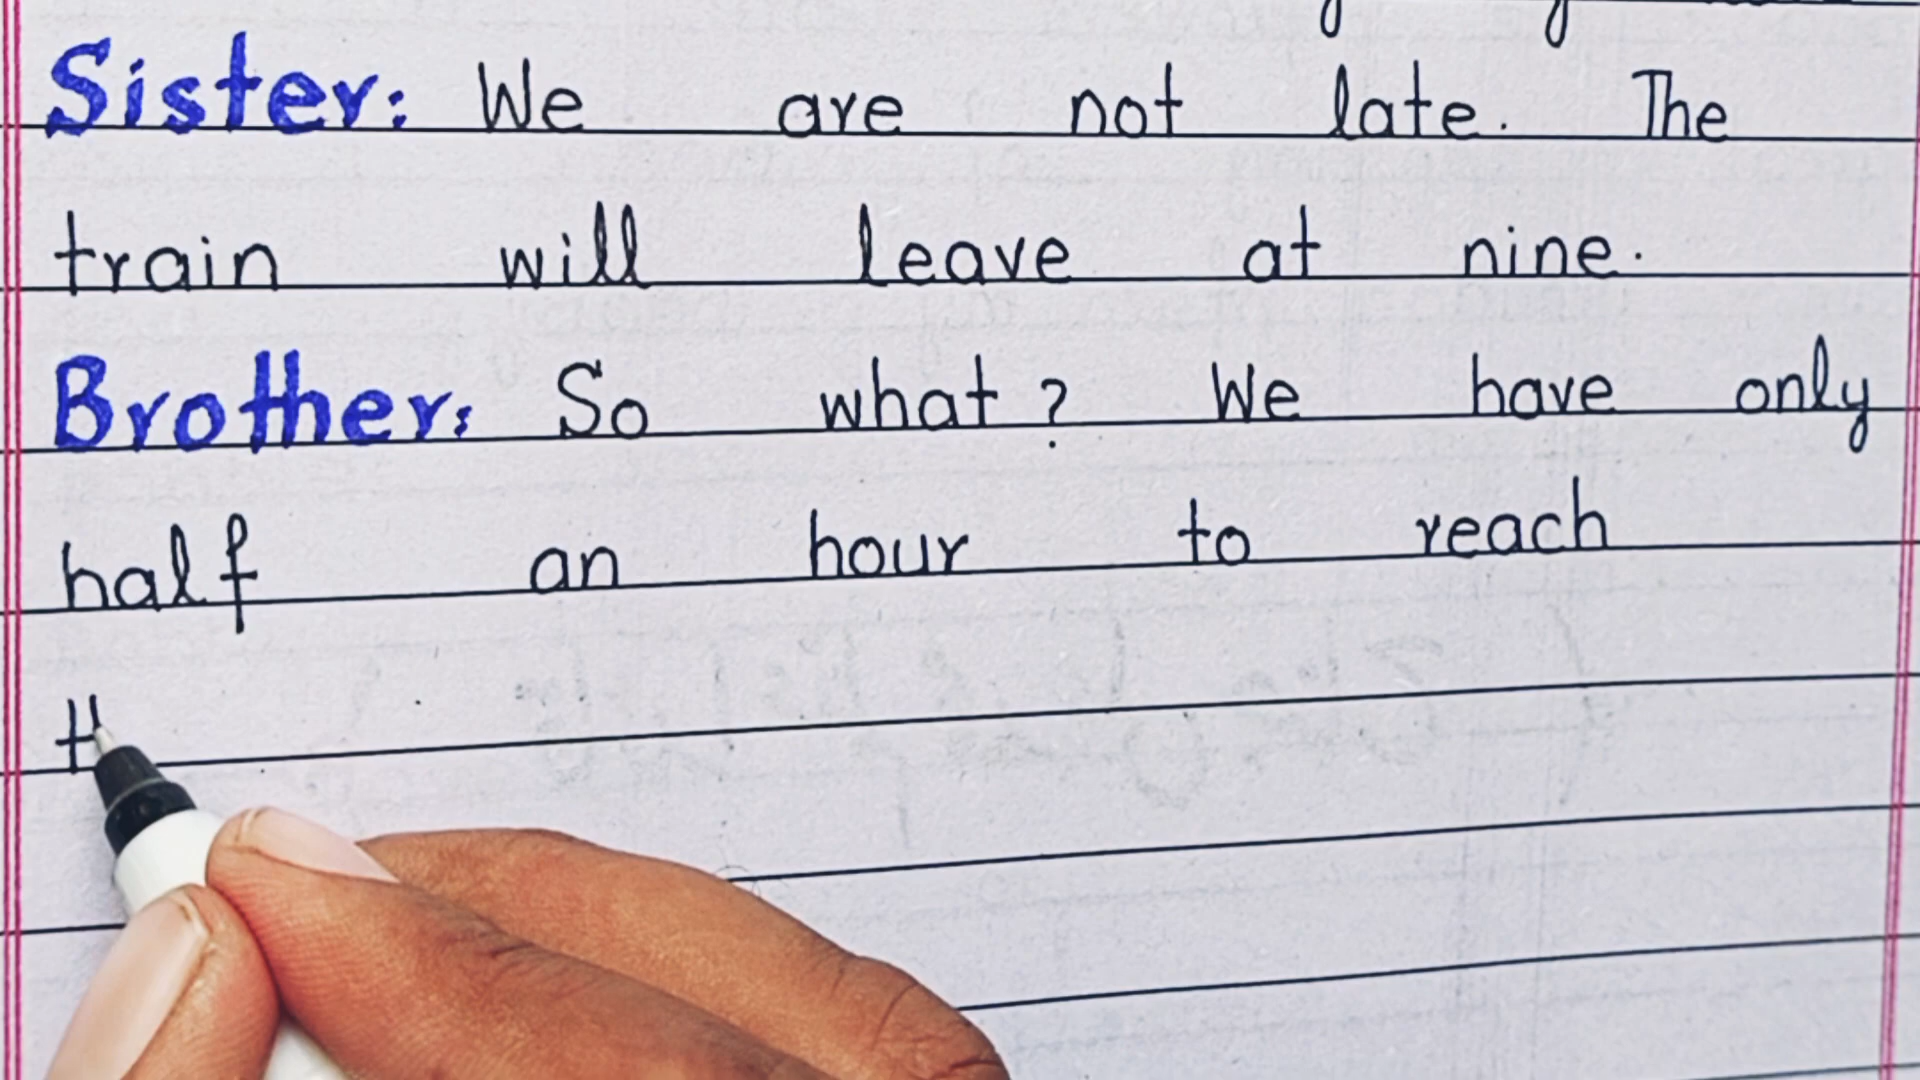 Sister: We are not late. The
train will leave at nine.
Brother: So what? We have only
half an hour to reach